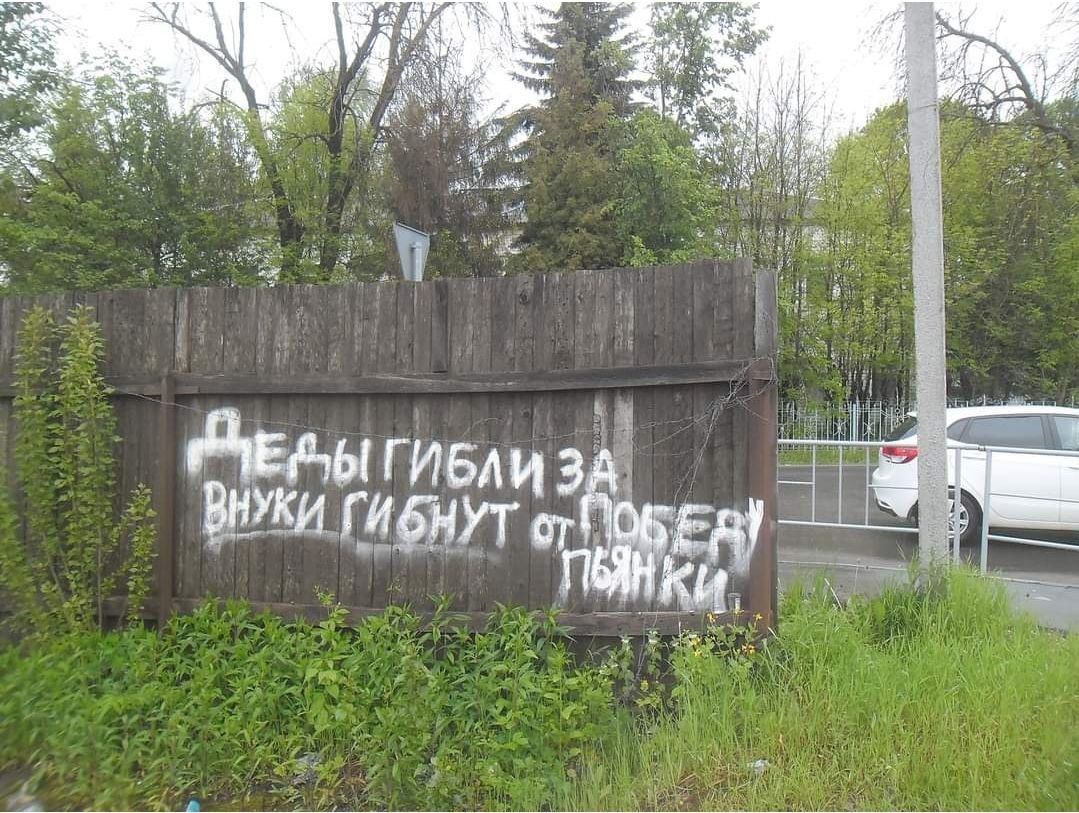 Деды гибли за
Победу
Внуки гибнут от
пьянки